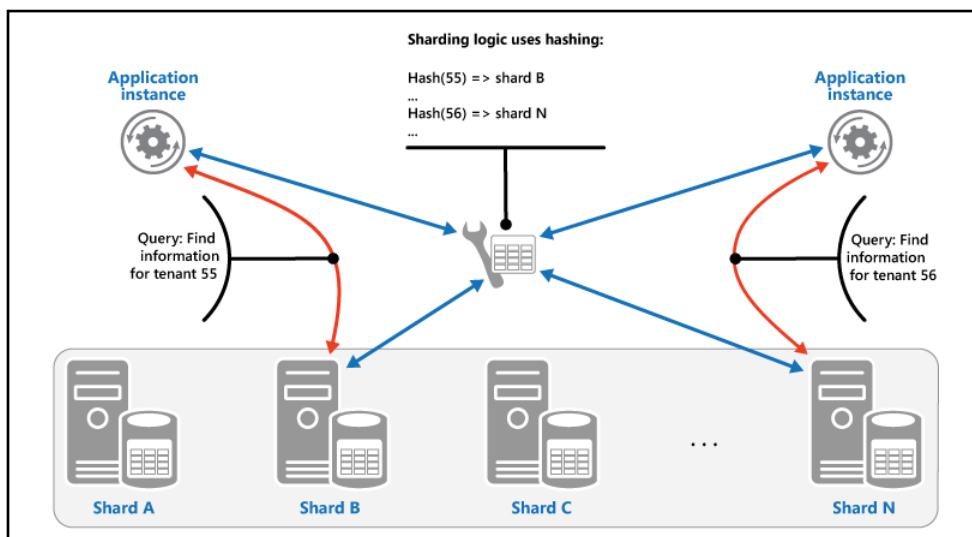 Sharding logic uses hashing:
Hash(55) => shard B
...
Hash(56) => shard N
...
Application
instance
Application
instance
Query: Find
information
for tenant 55
Query: Find
information
for tenant 56
...
Shard A
Shard B
Shard C
Shard N